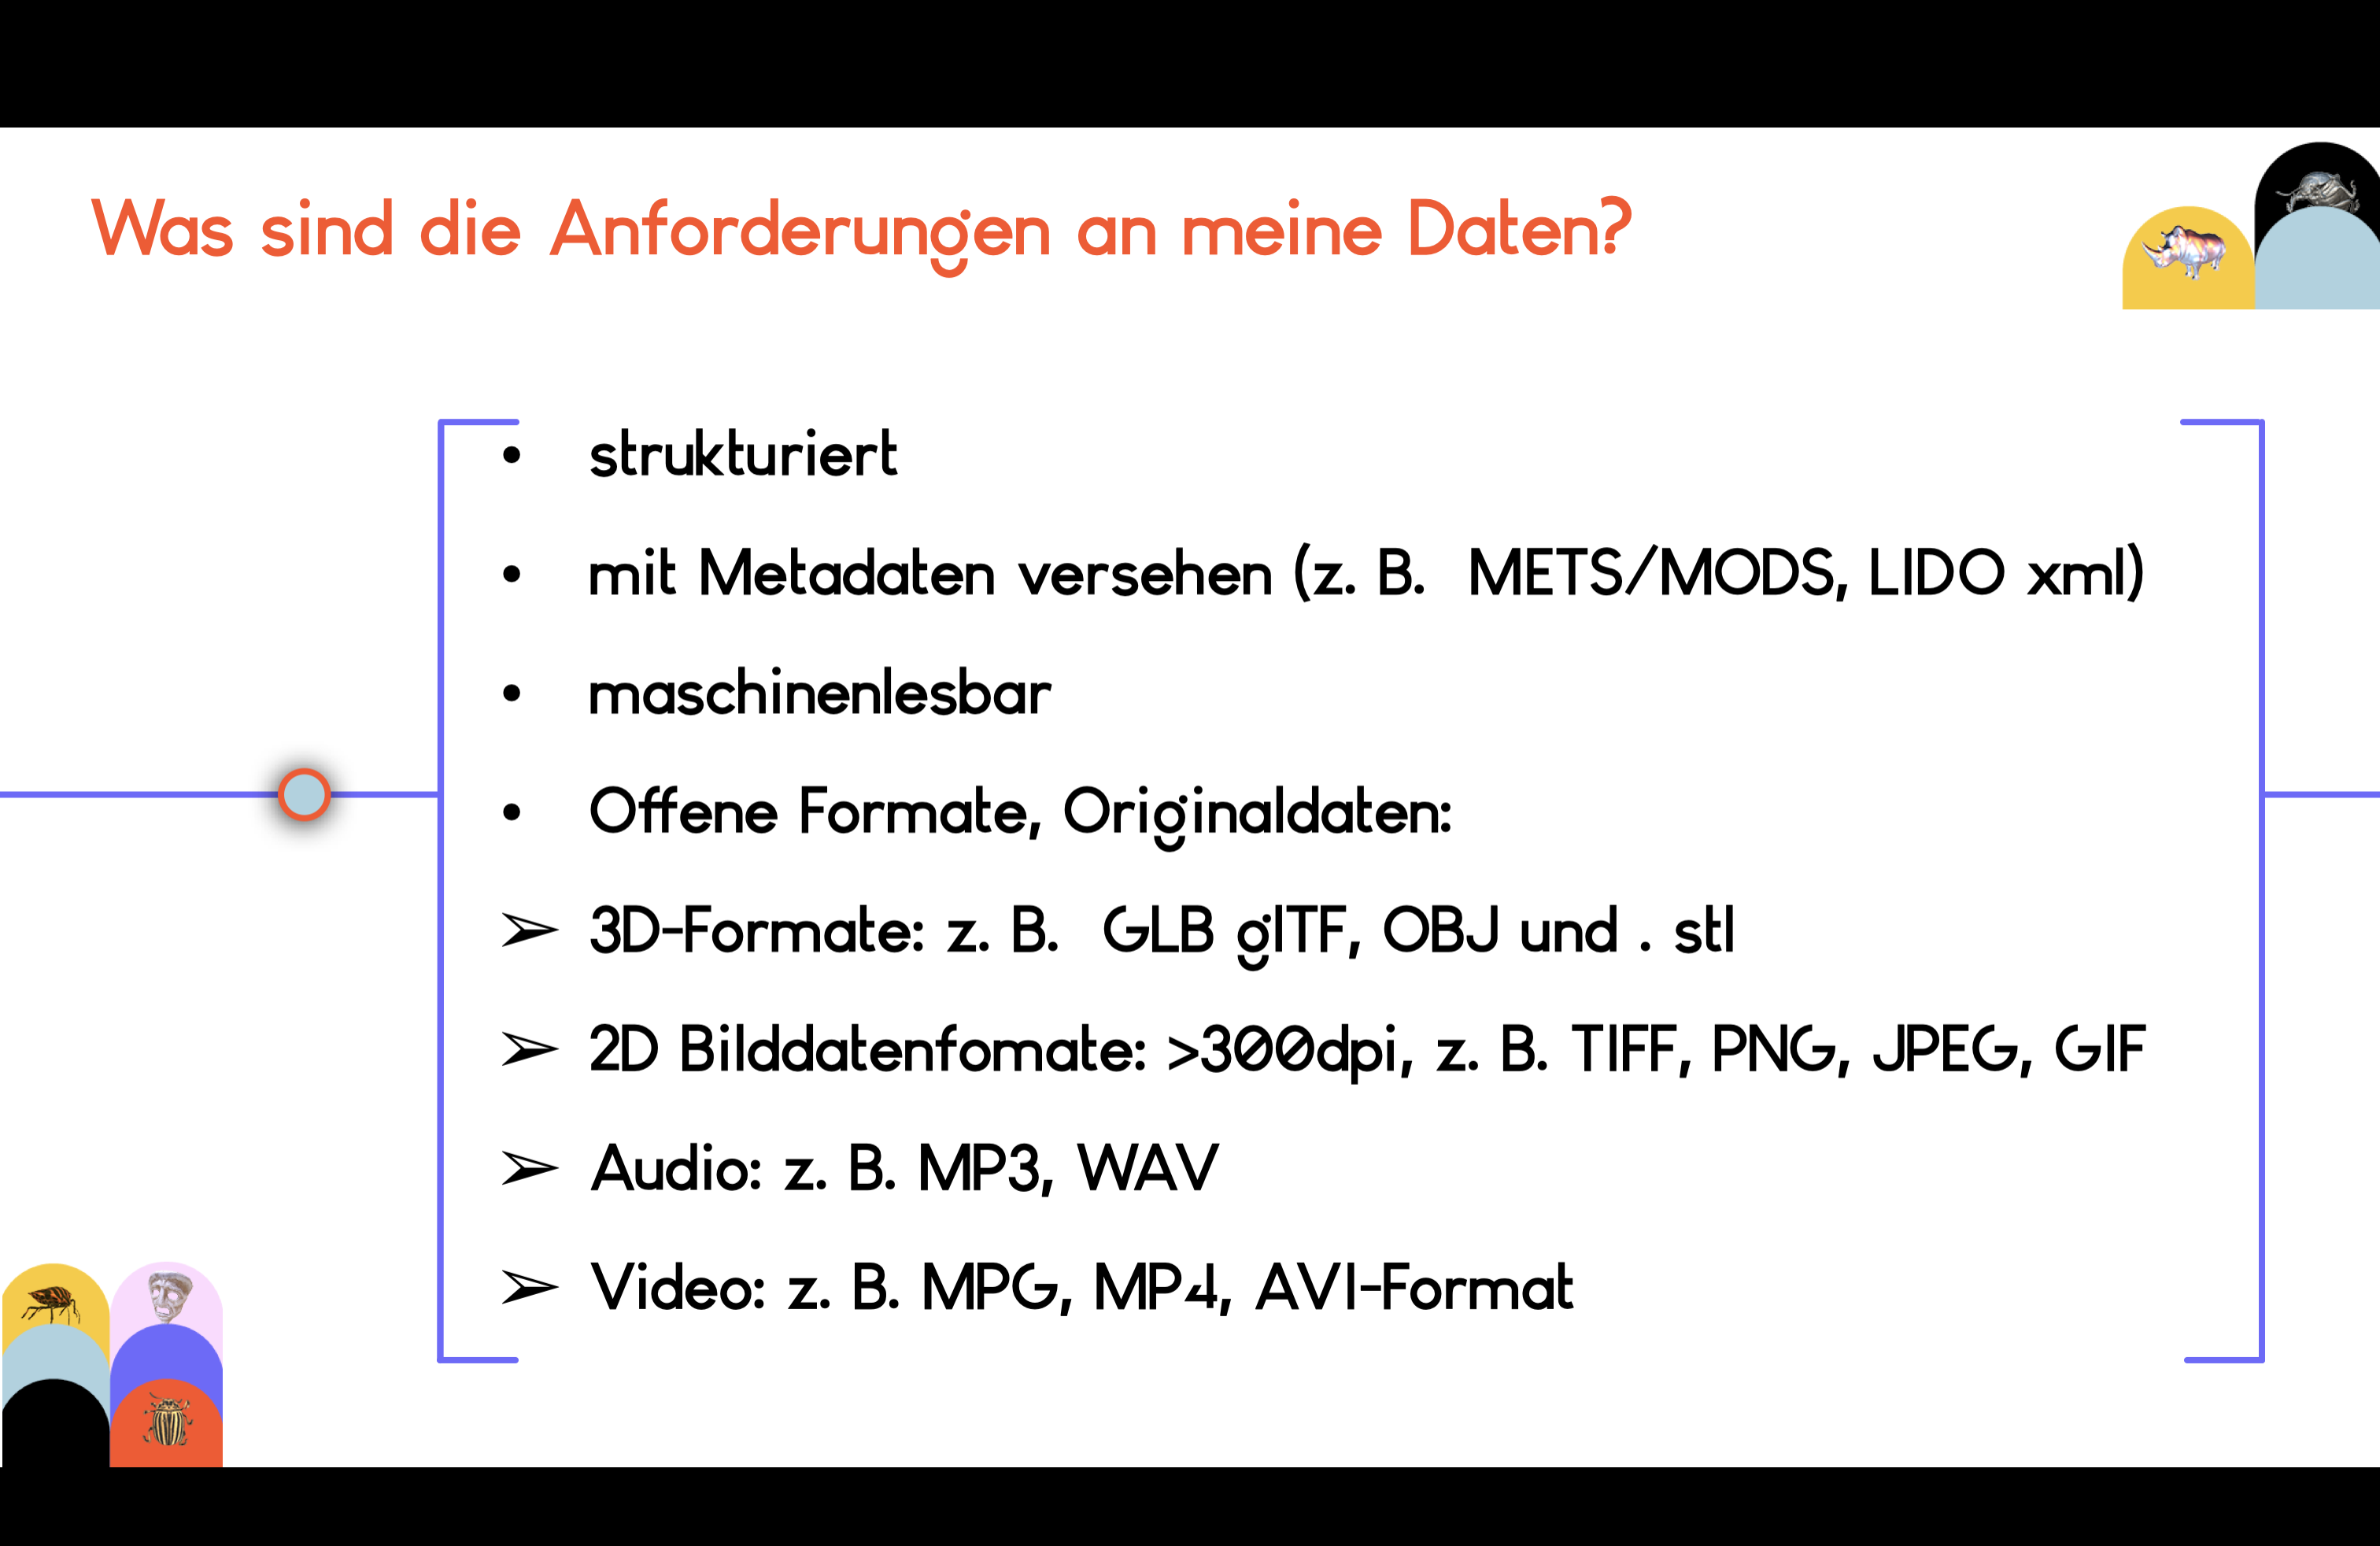 Was sind die Anforderungen an meine Daten?
• strukturiert
• mit Metadaten versehen (z. B. METS/MODS, LIDO xml)
• maschinenlesbar
• Offene Formate, Originaldaten:
➢ 3D-Formate: z. B. GLB glTF, OBJ und . stl
➢ 2D Bilddatenfomate: >300dpi, z. B. TIFF, PNG, JPEG, GIF
➢ Audio: z. B. MP3, WAV
➢ Video: z. B. MPG, MP4, AVI-Format